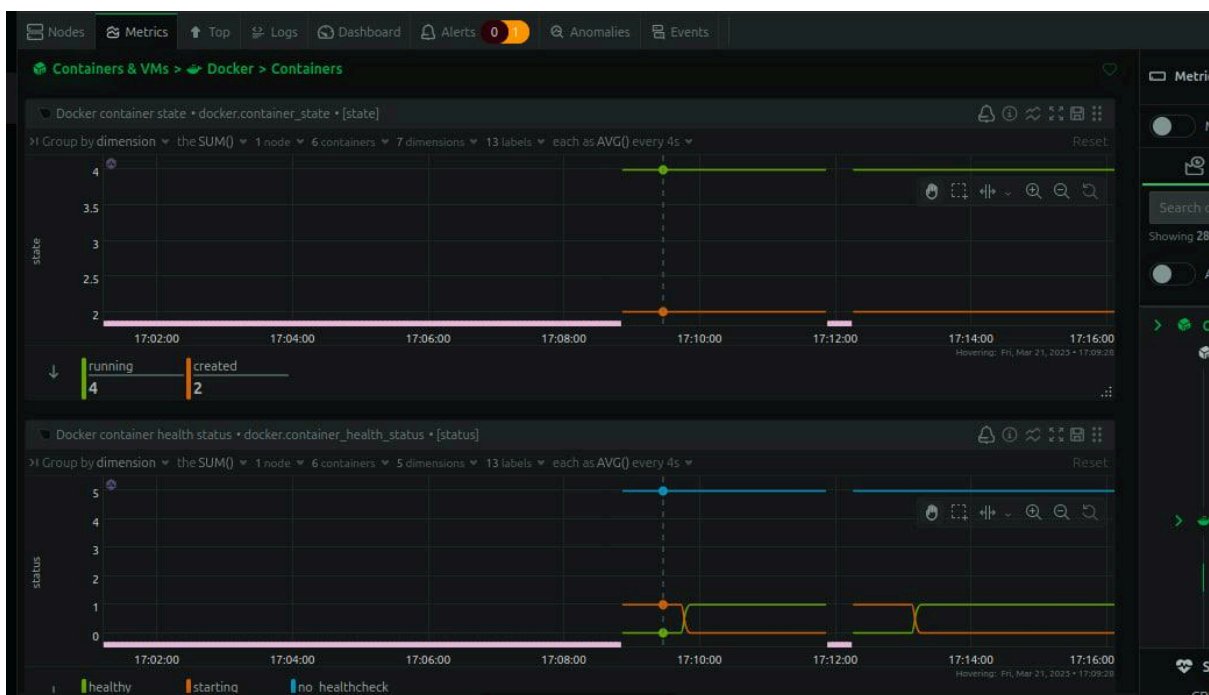 Nodes Metrics Top Logs Dashboard Alerts 0 1 Anomalies Events
Containers & VMs > Docker > Containers
Metri
Docker container state • docker.container_state • [state]
Group by dimension the SUM() 1 node 6 containers 7 dimensions 13 labels each as AVG() every 4s Reset
4
3.5
3
2.5
2
state
17:02:00 17:04:00 17:06:00 17:08:00 17:10:00 17:12:00 17:14:00 17:16:00
Hovering: Fri, Mar 21, 2025 • 17:09:28
running created
4 2
Search
Showing 28
Docker container health status • docker.container_health_status • [status]
Group by dimension the SUM() 1 node 6 containers 5 dimensions 13 labels each as AVG() every 4s Reset
5
4
3
2
1
0
status
17:02:00 17:04:00 17:06:00 17:08:00 17:10:00 17:12:00 17:14:00 17:16:00
Hovering: Fri, Mar 21, 2025 • 17:09:28
healthy starting no_healthcheck